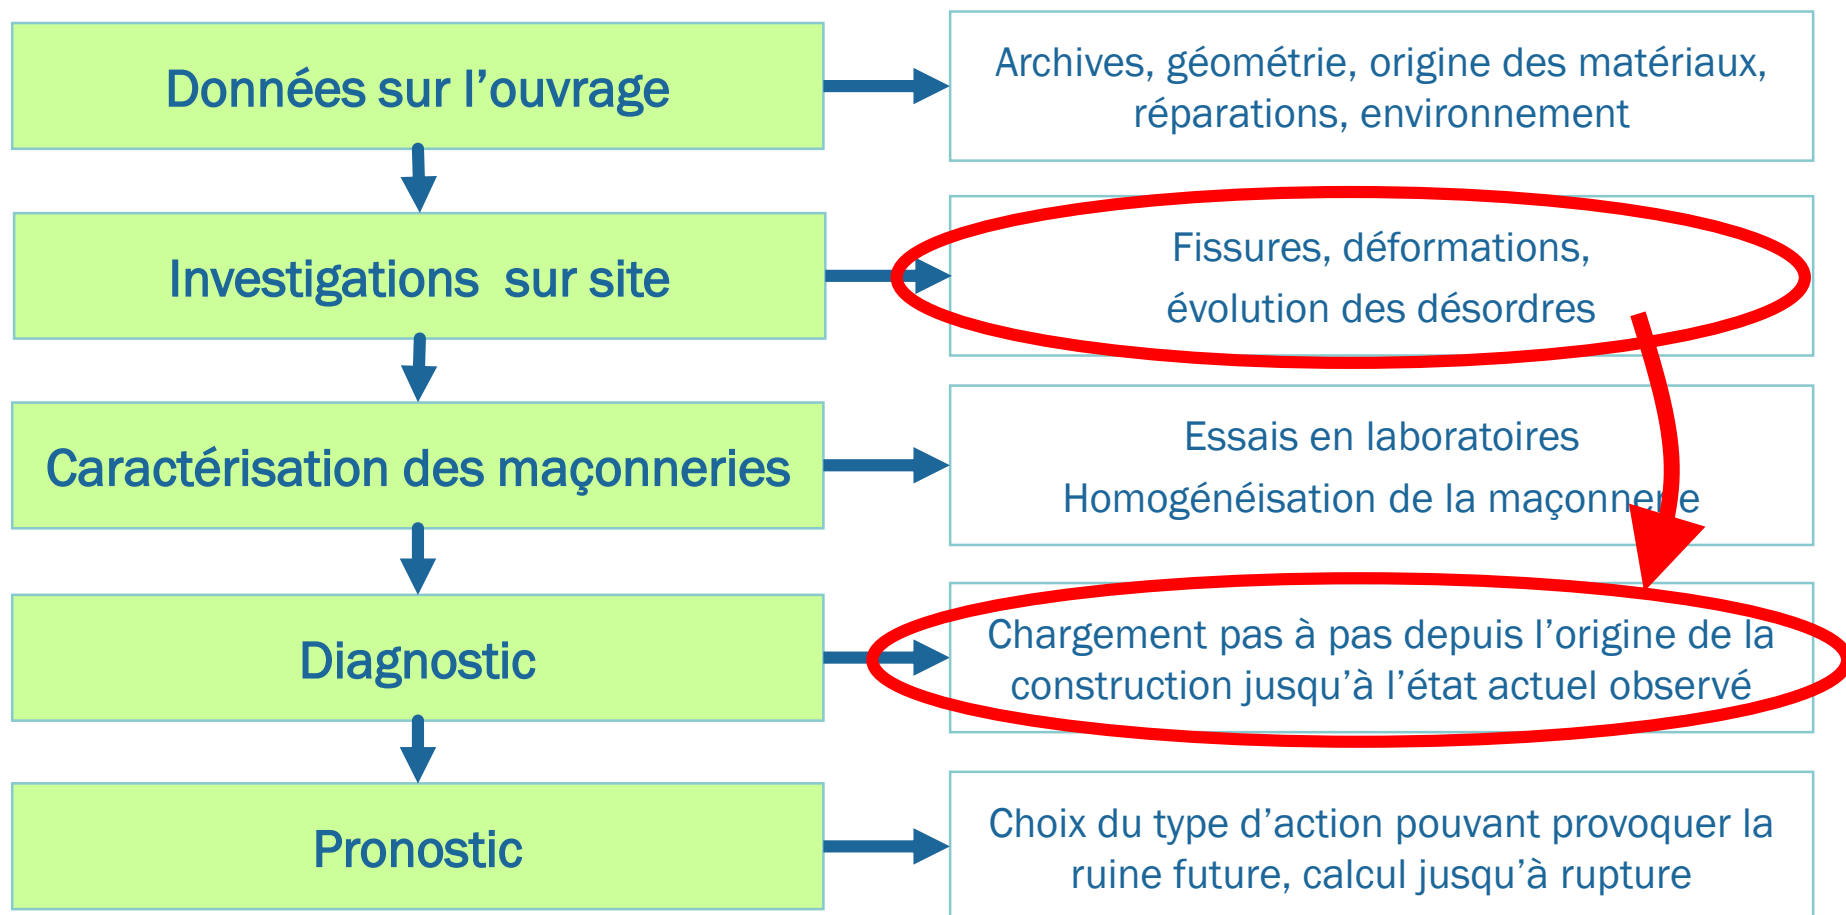 Données sur l’ouvrage
Archives, géométrie, origine des matériaux,
réparations, environnement
Investigations sur site
Fissures, déformations,
évolution des désordres
Caractérisation des maçonneries
Essais en laboratoires
Homogénéisation de la maçonnerie
Diagnostic
Chargement pas à pas depuis l’origine de la
construction jusqu’à l’état actuel observé
Pronostic
Choix du type d’action pouvant provoquer la
ruine future, calcul jusqu’à rupture